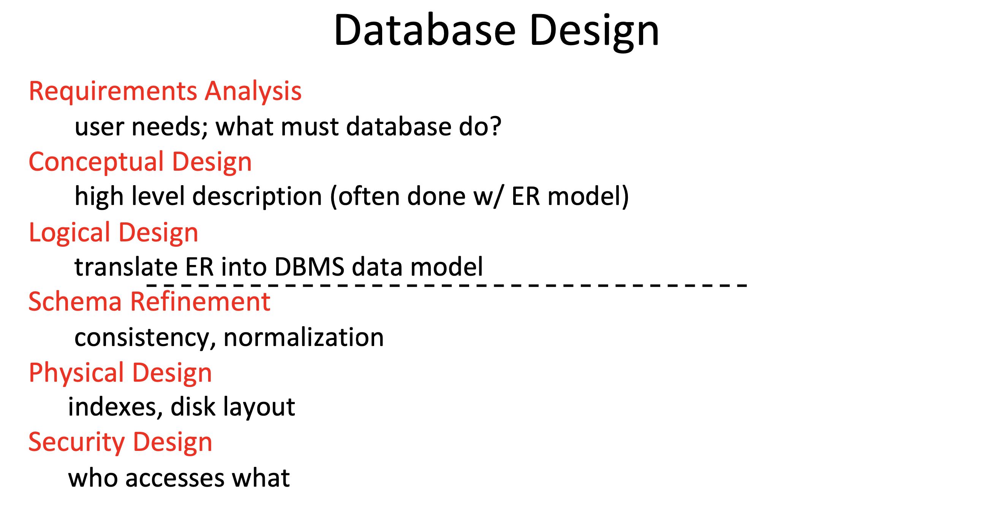 Database Design
Requirements Analysis
user needs; what must database do?
Conceptual Design
high level description (often done w/ ER model)
Logical Design
translate ER into DBMS data model
Schema Refinement
consistency, normalization
Physical Design
indexes, disk layout
Security Design
who accesses what